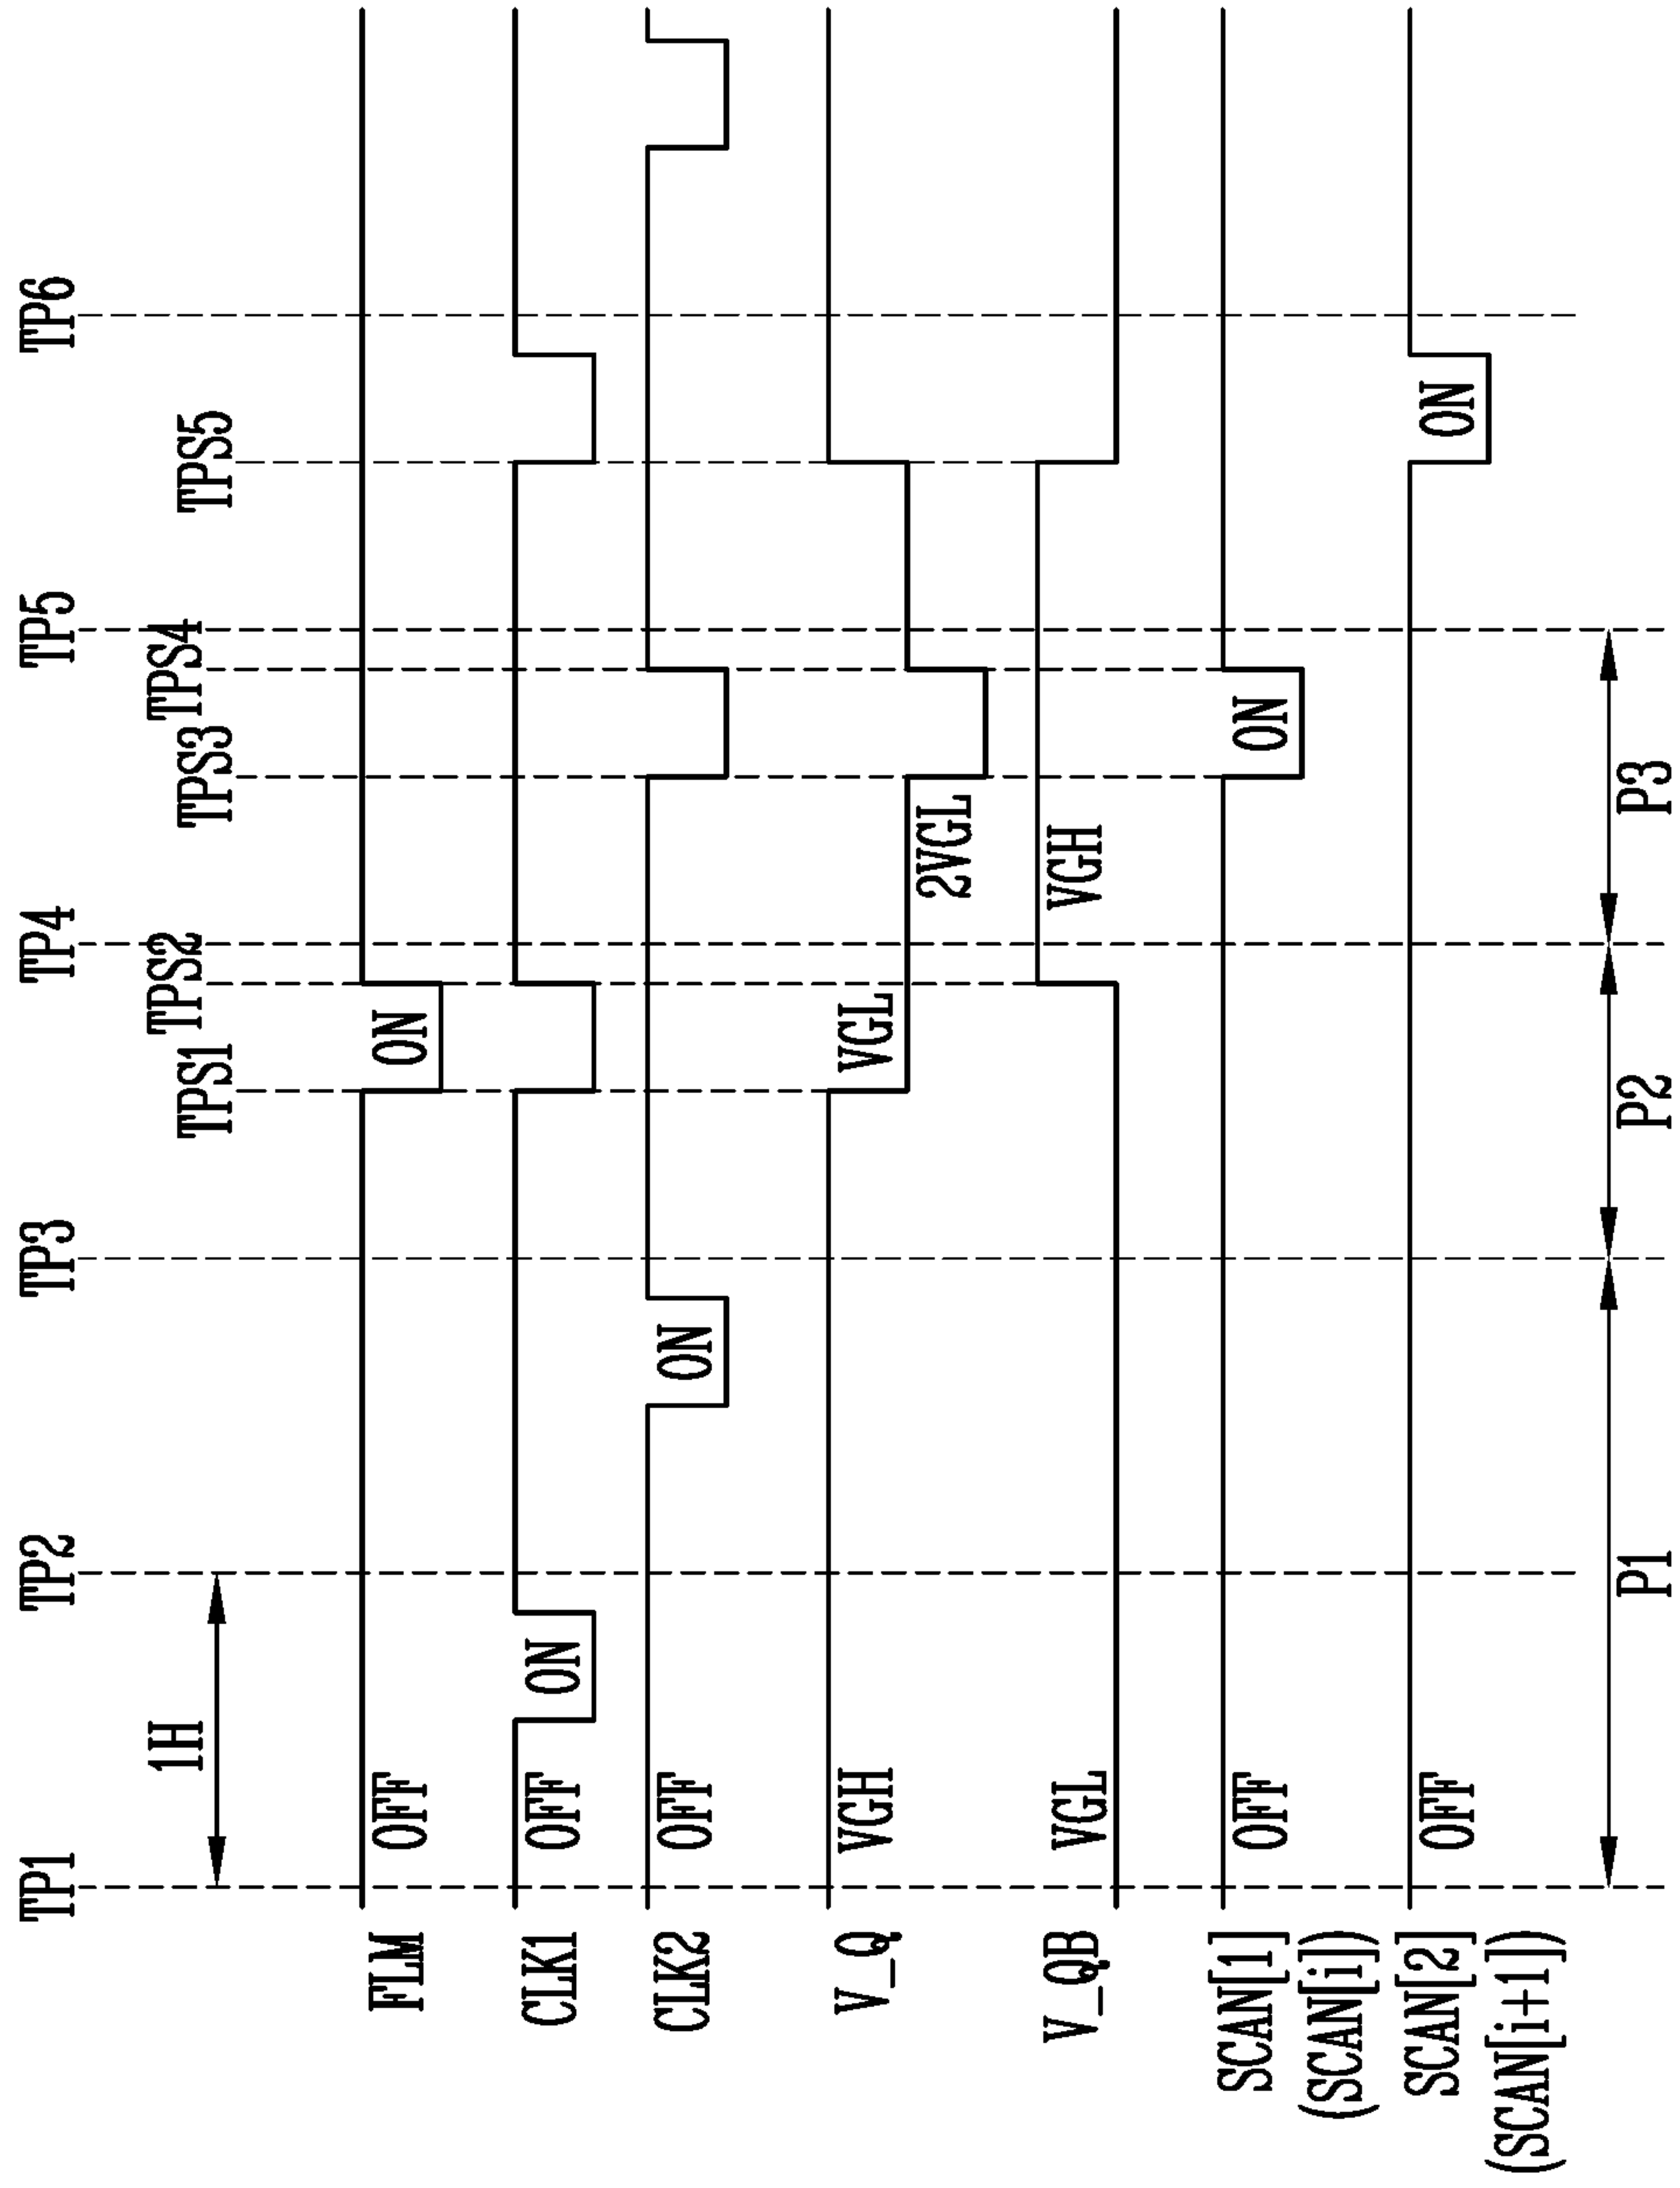 TP1 TP2 TP3 TP4 TP5 TP6
1H TPS2 TPS4
TPS1 TPS3 TPS5
FLM OFF ON
CLK1 OFF ON
CLK2 OFF ON
V_Q VGH VGL
2VGL
V_QB VGL VGH
SCAN[1] OFF ON
(SCAN[i])
SCAN[2] OFF ON
(SCAN[i+1])
P1 P2 P3